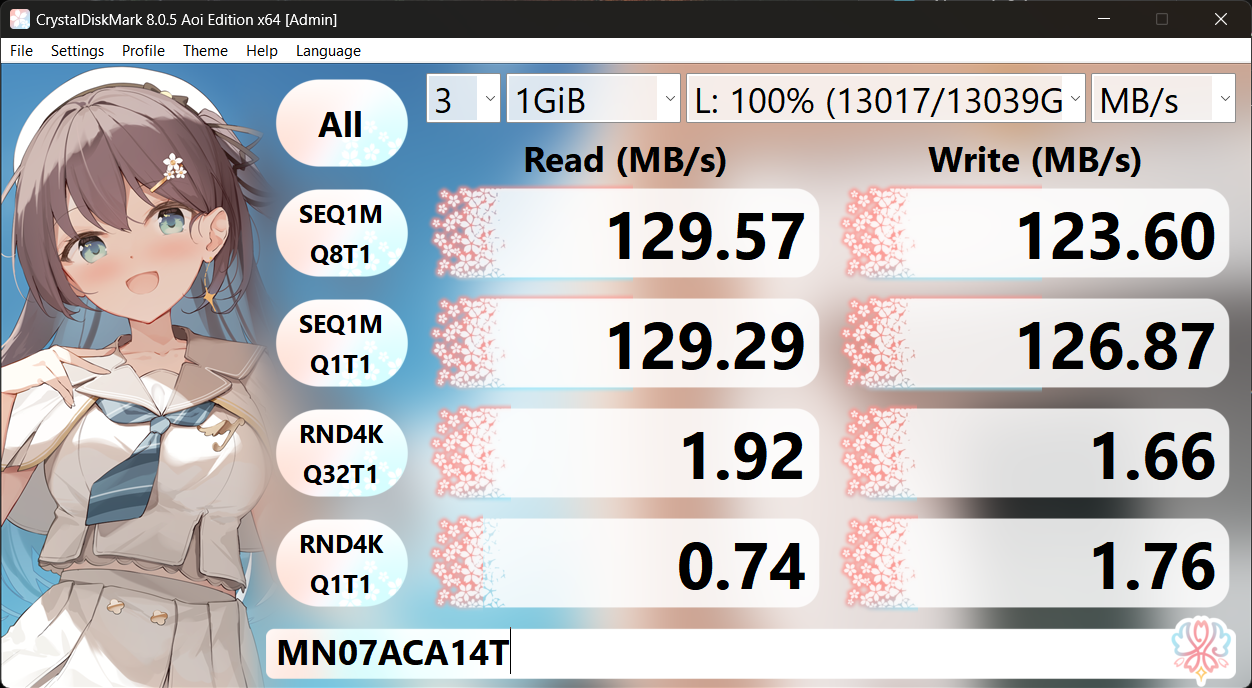 CrystalDiskMark 8.0.5 Aoi Edition x64 [Admin]
File Settings Profile Theme Help Language
All 3 1GiB L: 100% (13017/13039G MB/s
Read (MB/s) Write (MB/s)
SEQ1M
Q8T1
129.57 123.60
SEQ1M
Q1T1
129.29 126.87
RND4K
Q32T1
1.92 1.66
RND4K
Q1T1
0.74 1.76
MN07ACA14T